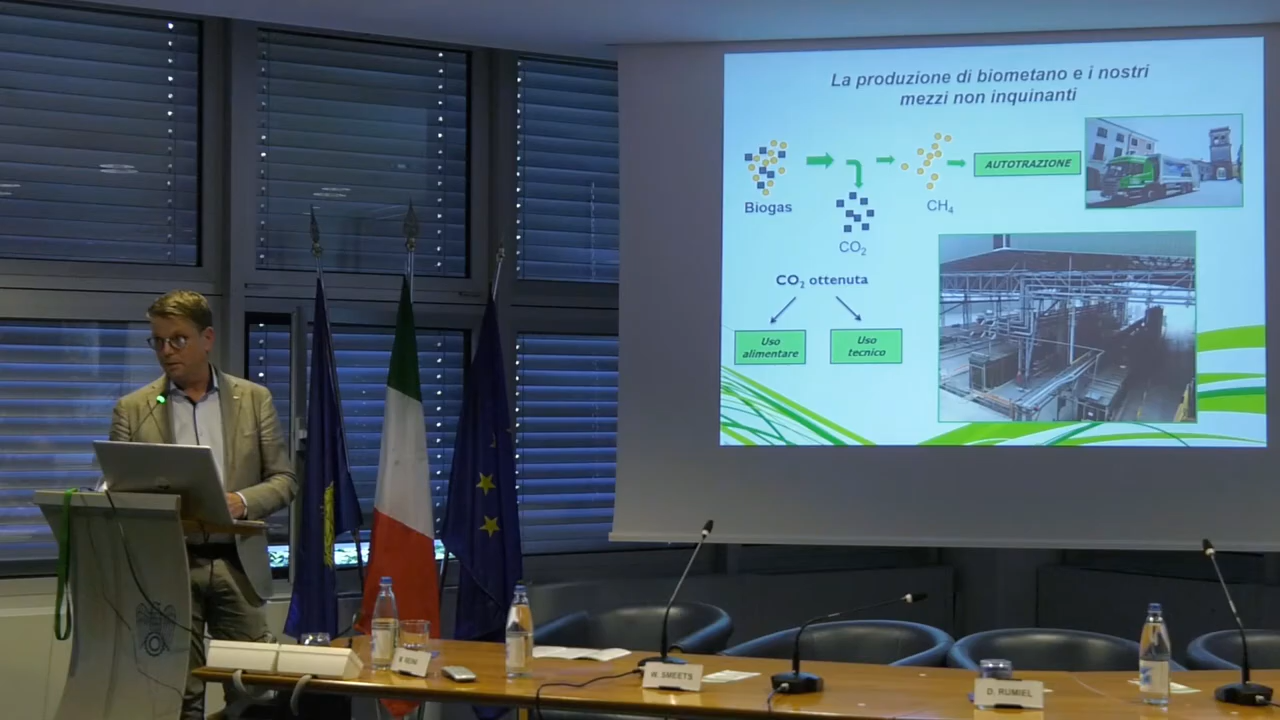 La produzione di biometano e i nostri
mezzi non inquinanti
AUTOTRAZIONE
Biogas
CH₄
CO₂
CO₂ ottenuta
Uso
alimentare
Uso
tecnico
W. SMEETS
D. RUMIEL